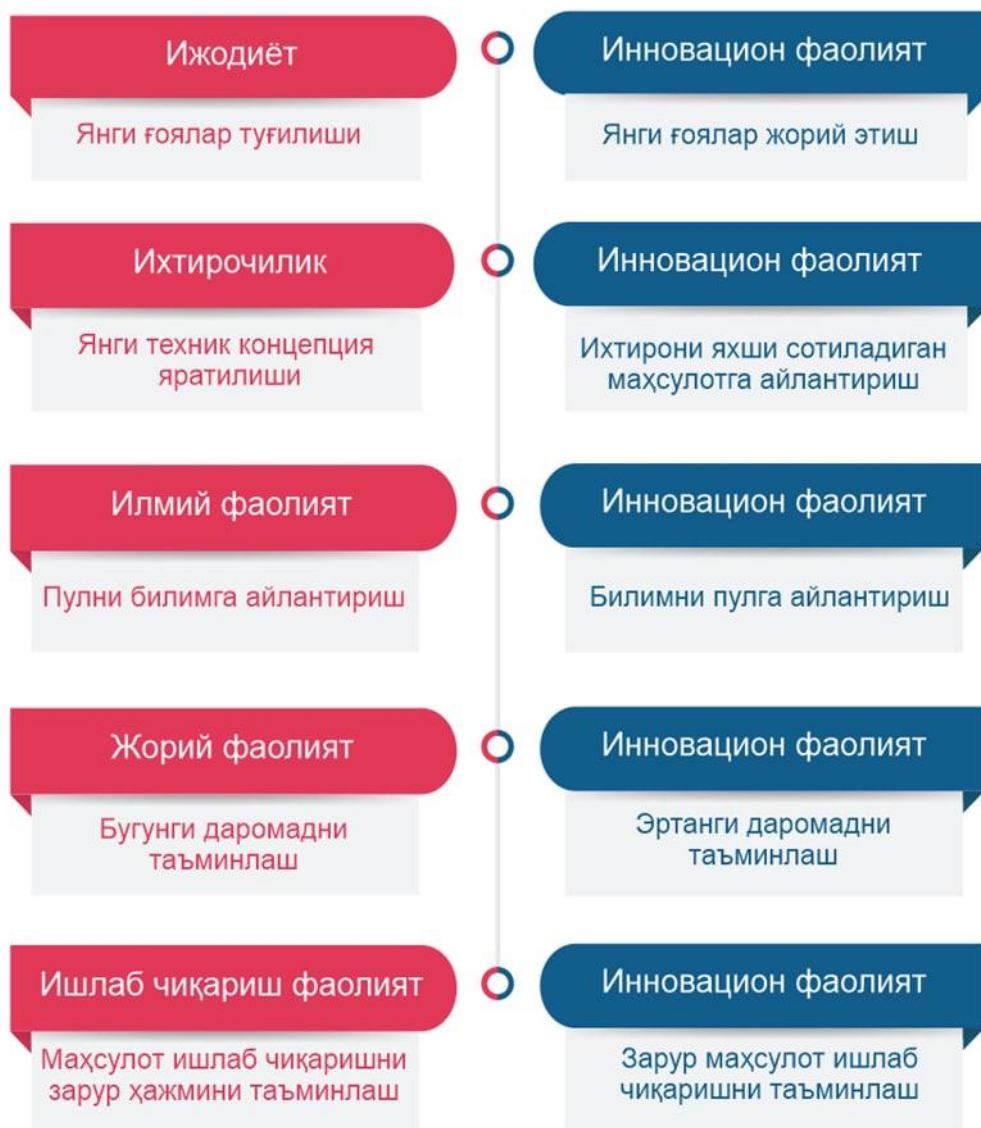 Ижодиёт
Инновацион фаолият
Янги ғоялар туғилиши
Янги ғоялар жорий этиш
Ихтирочилик
Инновацион фаолият
Янги техник концепция
яратилиши
Ихтирони яхши сотиладиган
маҳсулотга айлантириш
Илмий фаолият
Инновацион фаолият
Пулни билимга айлантириш
Билимни пулга айлантириш
Жорий фаолият
Инновацион фаолият
Бугунги даромадни
таъминлаш
Эртанги даромадни
таъминлаш
Ишлаб чиқариш фаолият
Инновацион фаолият
Маҳсулот ишлаб чиқаришни
зарур ҳажмини таъминлаш
Зарур маҳсулот ишлаб
чиқаришни таъминлаш